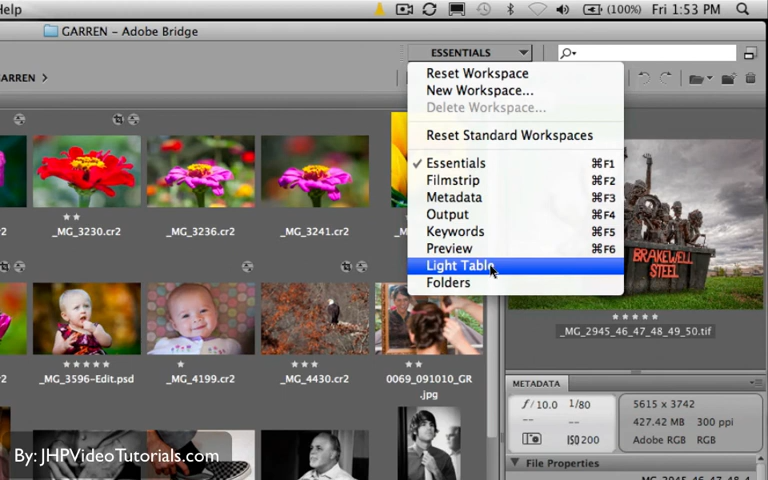 Help
(100%) Fri 1:53 PM
GARREN – Adobe Bridge
ESSENTIALS
GARREN
Reset Workspace
New Workspace...
Delete Workspace...
Reset Standard Workspaces
✓ Essentials ⌘F1
Filmstrip ⌘F2
Metadata ⌘F3
Output ⌘F4
Keywords ⌘F5
Preview ⌘F6
Light Table
Folders
_MG_3230.cr2
_MG_3236.cr2
_MG_3241.cr2
BRAKEWELL
STEEL
_MG_2945_46_47_48_49_50.tif
_MG_3596-Edit.psd
_MG_4199.cr2
_MG_4430.cr2
0069_091010_GR
.jpg
METADATA
ƒ/10.0 1/80
-- --
ISO200
5615 x 3742
427.42 MB 300 ppi
Adobe RGB RGB
File Properties
By: JHPVideoTutorials.com